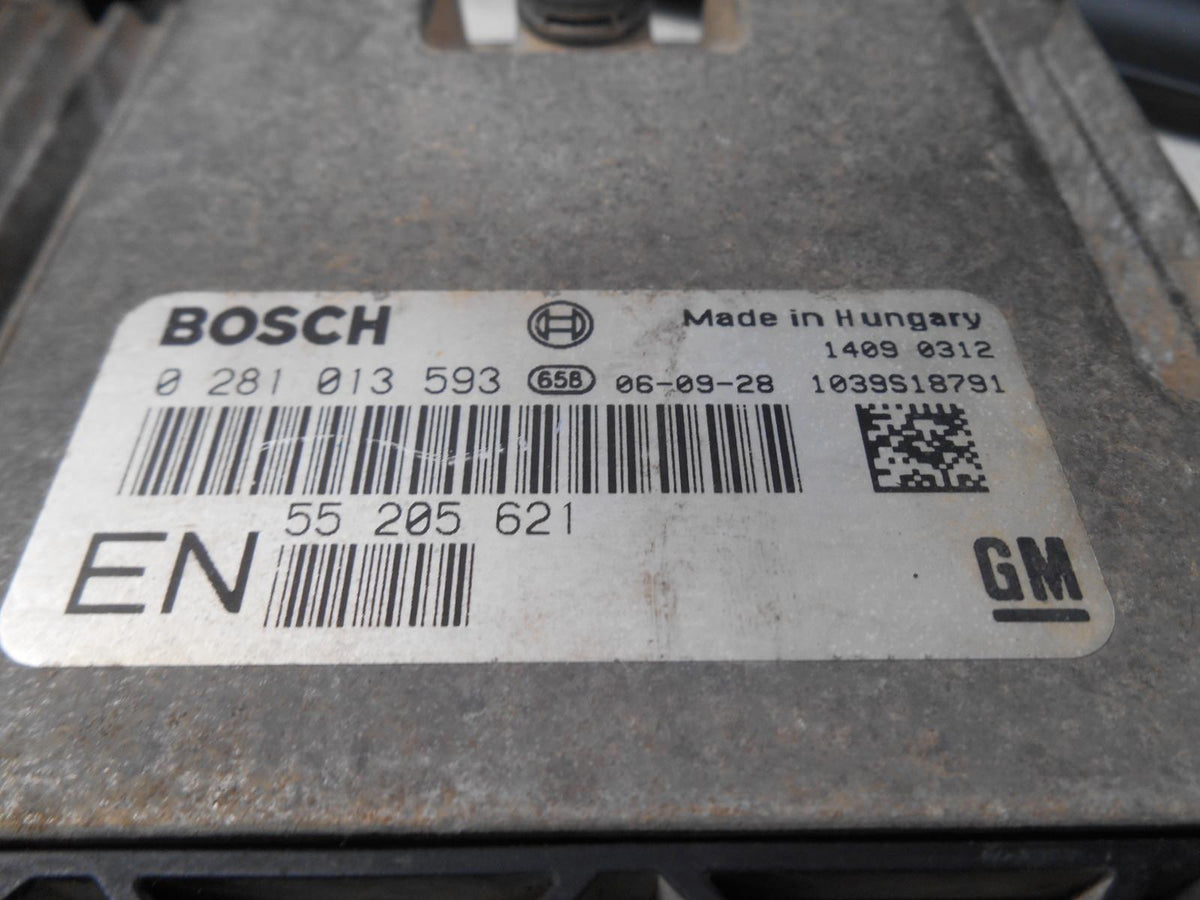 BOSCH
Made in Hungary
1409 0312
0 281 013 593 65B 06-09-28 1039S18791
55 205 621
EN
GM